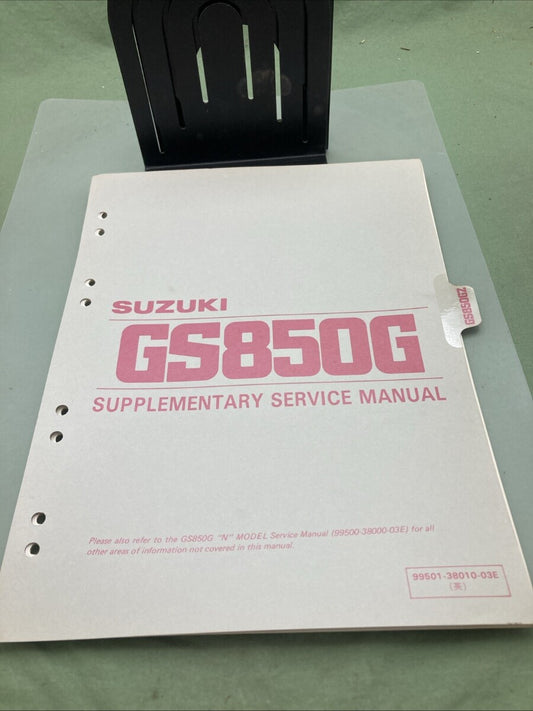 SUZUKI
GS850G
SUPPLEMENTARY SERVICE MANUAL
GS850GZ
Please also refer to the GS850G "N" MODEL Service Manual (99500-38000-03E) for all
other areas of information not covered in this manual.
99501-38010-03E
(英)